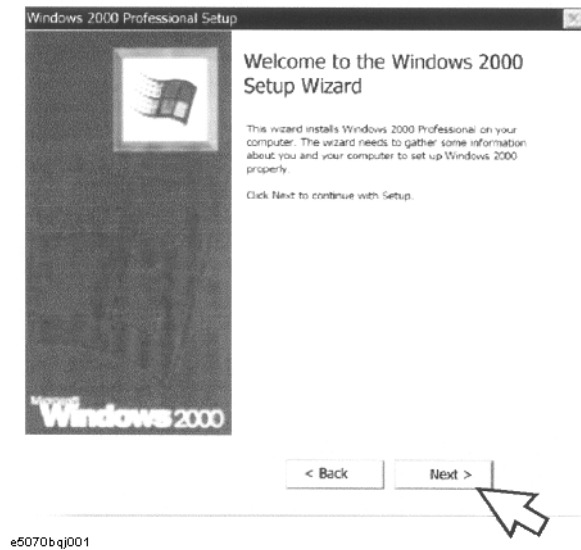 Windows 2000 Professional Setup
Welcome to the Windows 2000
Setup Wizard
This wizard installs Windows 2000 Professional on your
computer. The wizard needs to gather some information
about you and your computer to set up Windows 2000
properly.
Click Next to continue with Setup.
Microsoft
Windows 2000
< Back
Next >
e5070bqj001